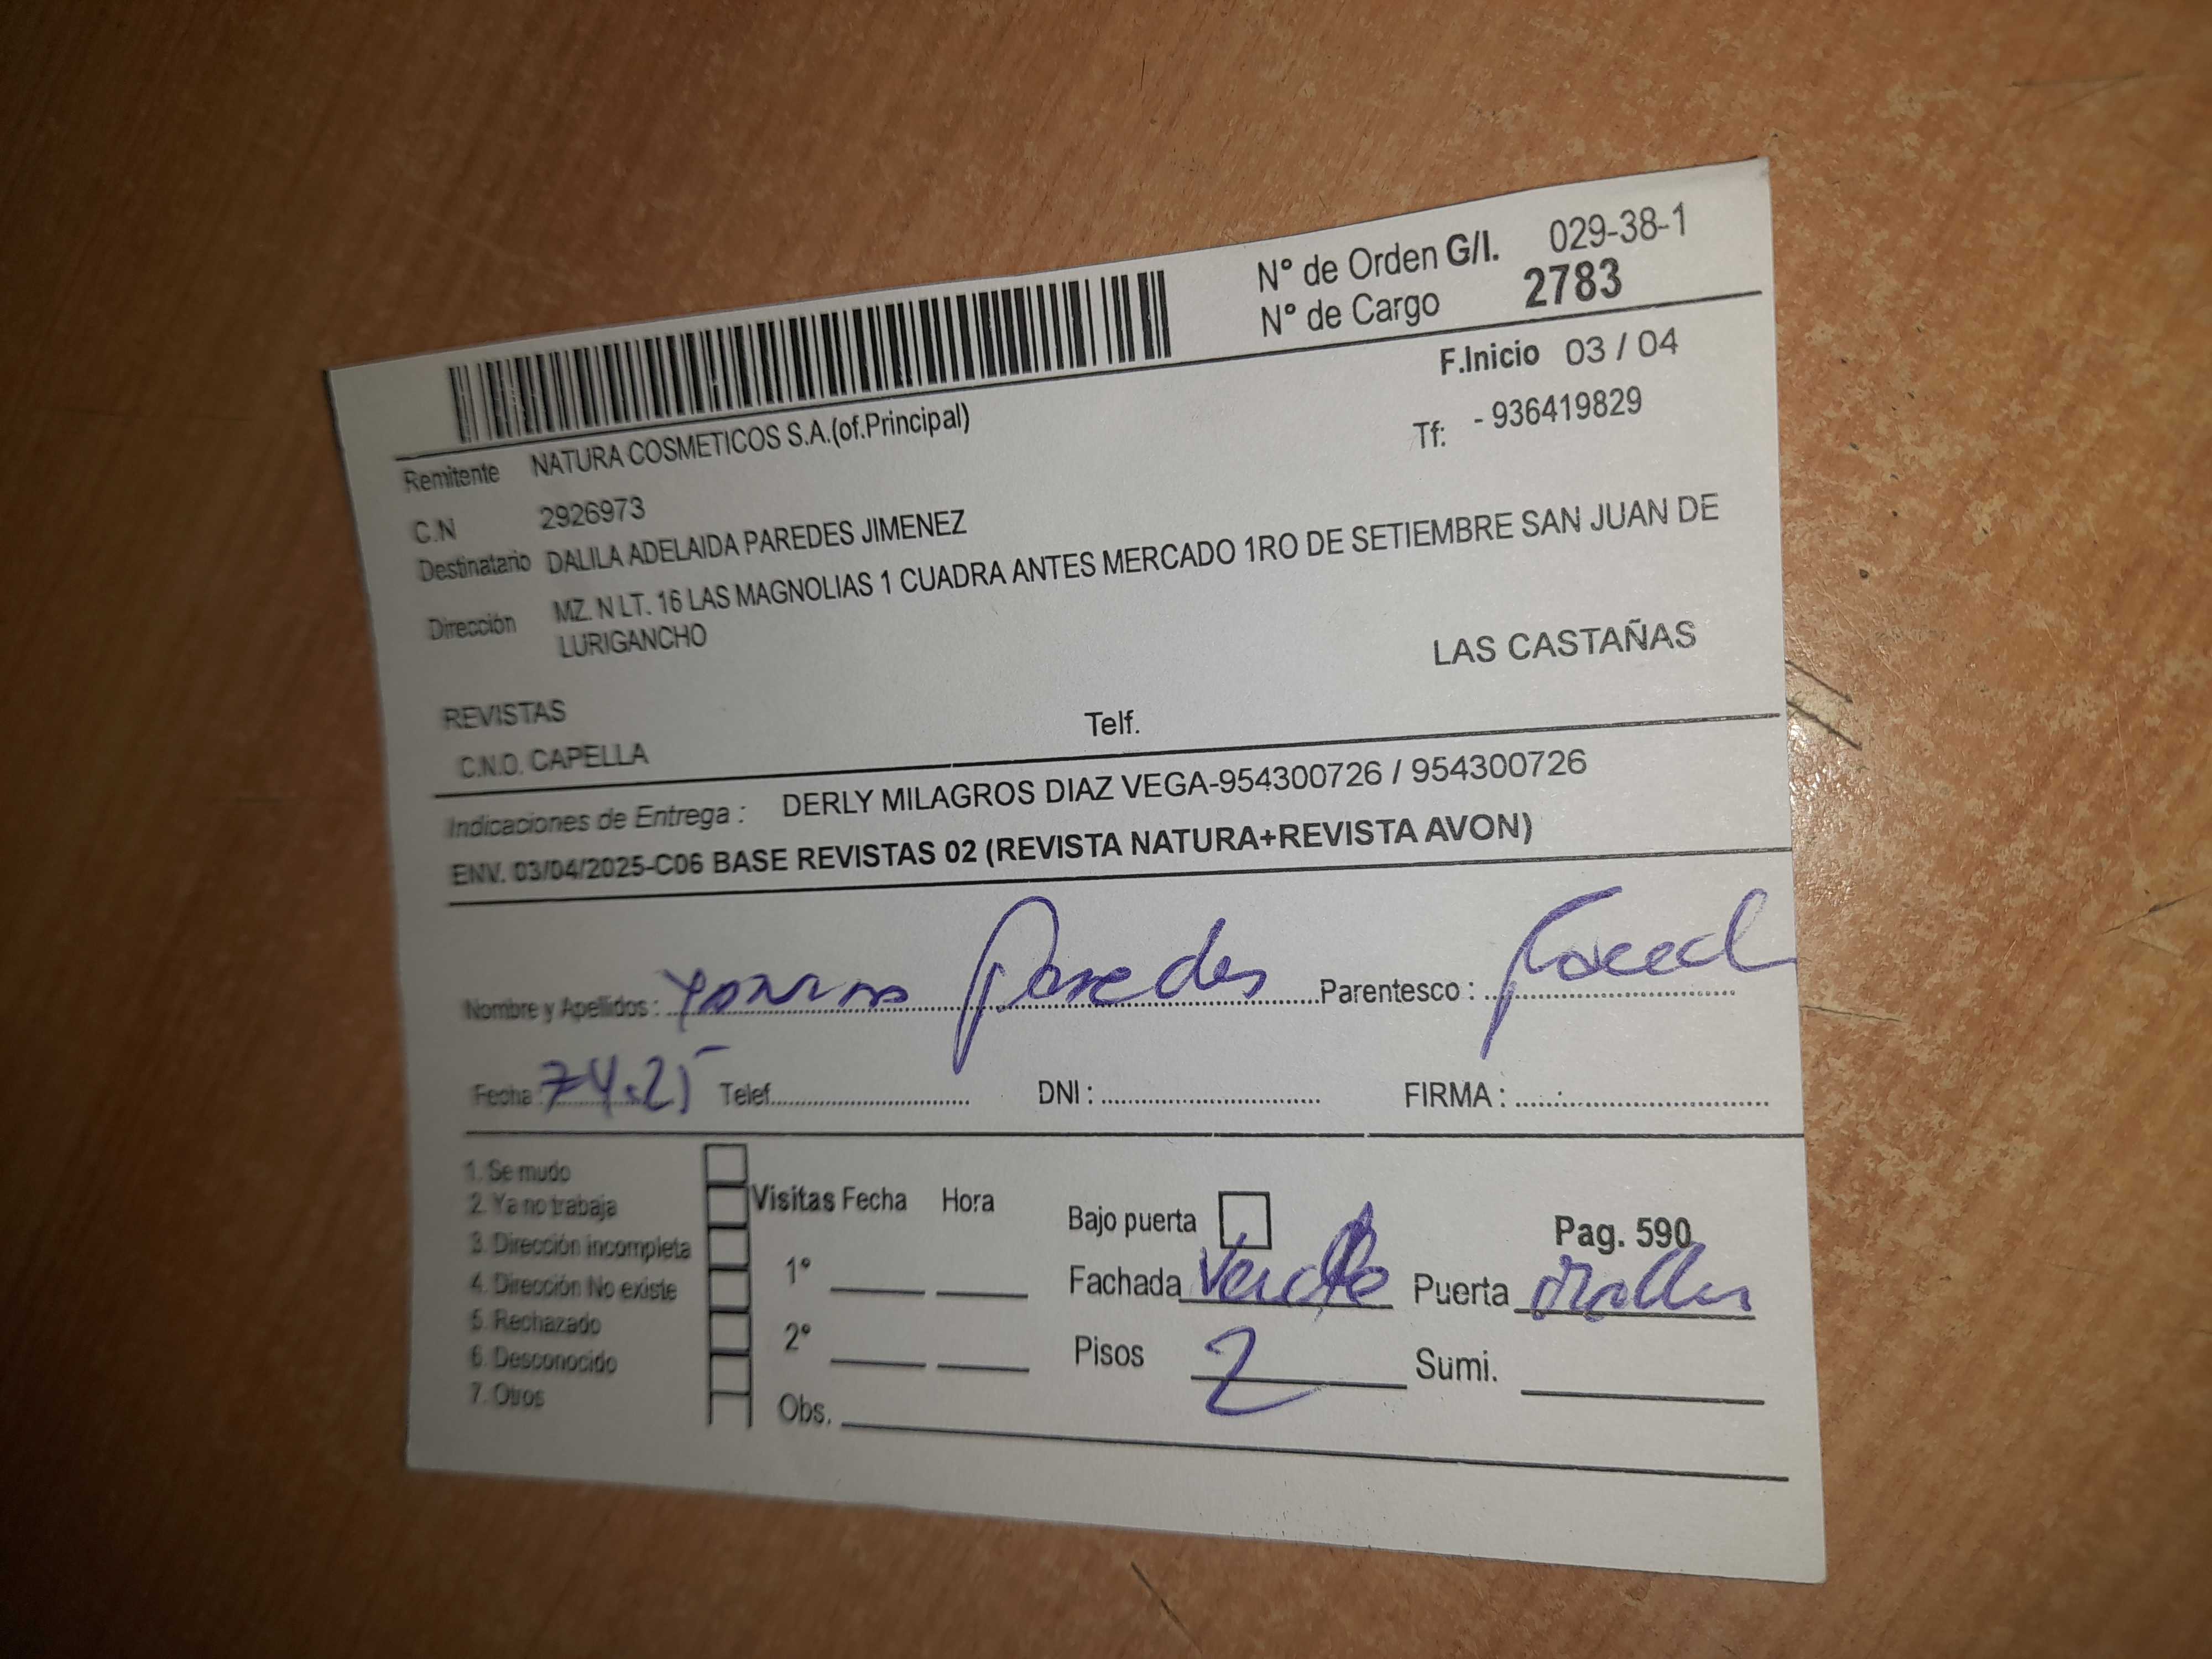 N° de Orden G/I. 029-38-1
N° de Cargo 2783
F.Inicio 03 / 04
Remitente NATURA COSMETICOS S.A.(of.Principal)
Tf: - 936419829
C.N 2926973
Destinatario DALILA ADELAIDA PAREDES JIMENEZ
Dirección MZ. N LT. 16 LAS MAGNOLIAS 1 CUADRA ANTES MERCADO 1RO DE SETIEMBRE SAN JUAN DE
LURIGANCHO
LAS CASTAÑAS
REVISTAS
Telf.
C.N.O. CAPELLA
Indicaciones de Entrega : DERLY MILAGROS DIAZ VEGA-954300726 / 954300726
ENV. 03/04/2025-C06 BASE REVISTAS 02 (REVISTA NATURA+REVISTA AVON)
Nombre y Apellidos : Paredes Parentesco :
Fecha : 7 4.25 Telef. DNI : FIRMA :
1. Se mudo
2. Ya no trabaja
3. Dirección incompleta
4. Dirección No existe
5. Rechazado
6. Desconocido
7. Otros
Visitas Fecha Hora
1°
2°
Obs.
Bajo puerta
Pag. 590
Fachada Verde Puerta
Pisos 2 Sumi.